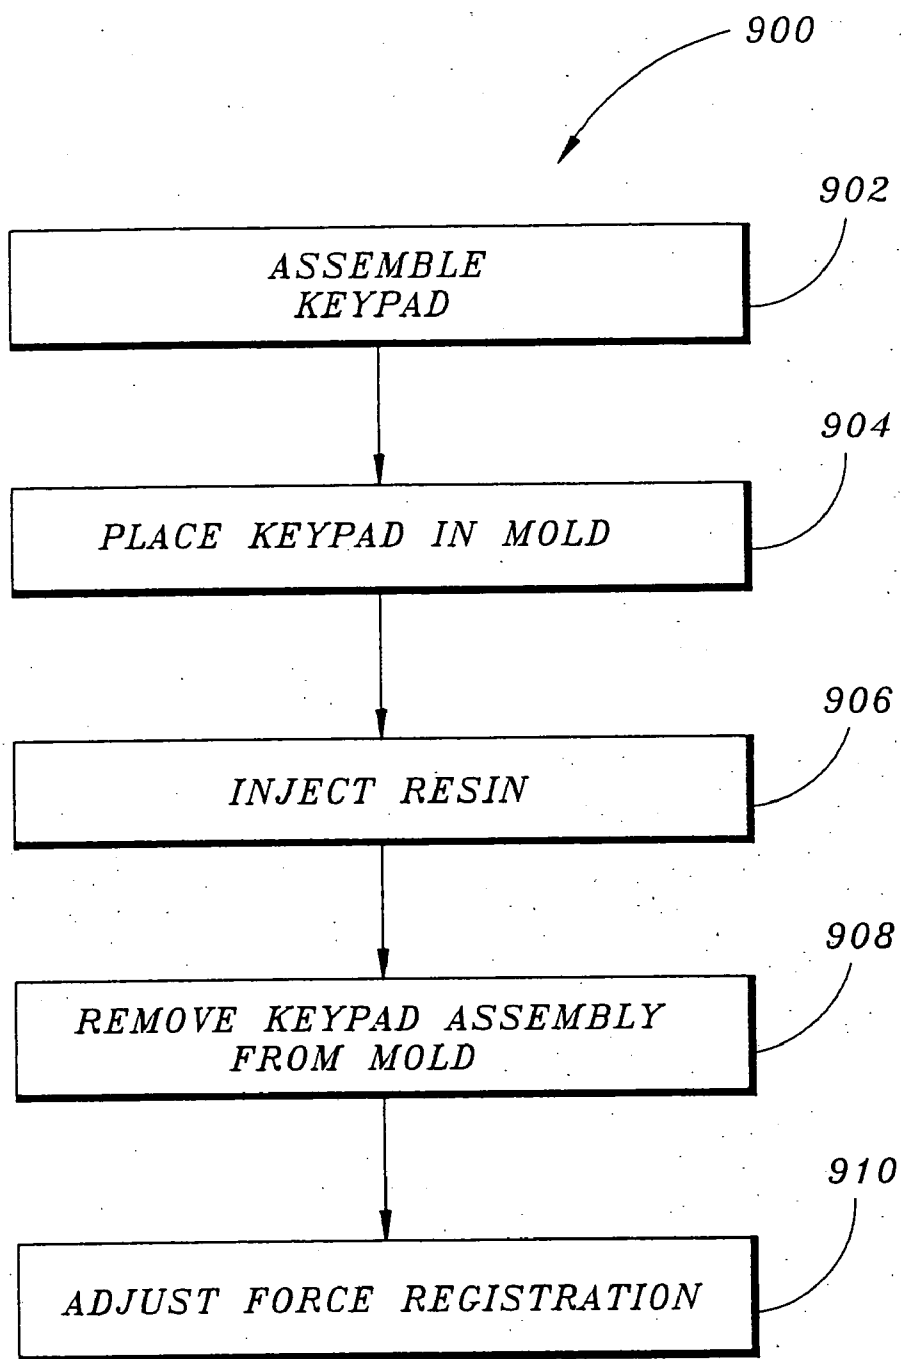 900
902
ASSEMBLE
KEYPAD
904
PLACE KEYPAD IN MOLD
906
INJECT RESIN
908
REMOVE KEYPAD ASSEMBLY
FROM MOLD
910
ADJUST FORCE REGISTRATION